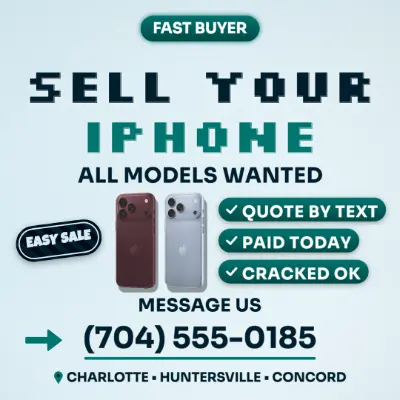 FAST BUYER
SELL YOUR
IPHONE
ALL MODELS WANTED
✓ QUOTE BY TEXT
✓ PAID TODAY
✓ CRACKED OK
EASY SALE
MESSAGE US
(704) 555-0185
CHARLOTTE • HUNTERSVILLE • CONCORD